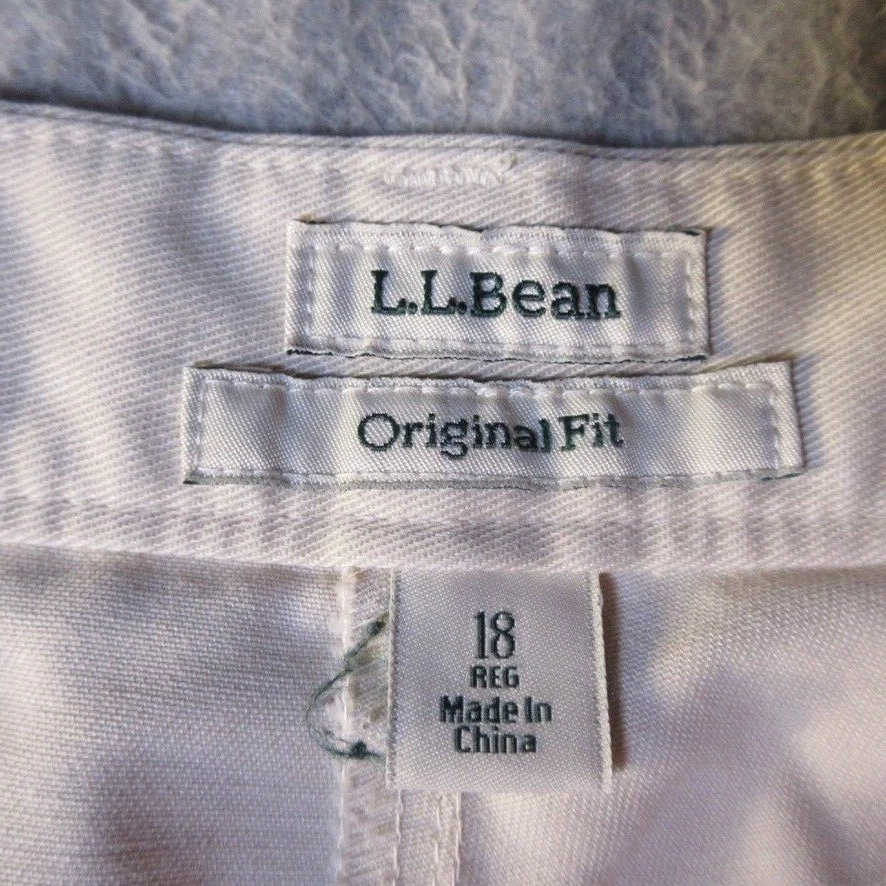 L.L.Bean
Original Fit
18
REG
Made In
China